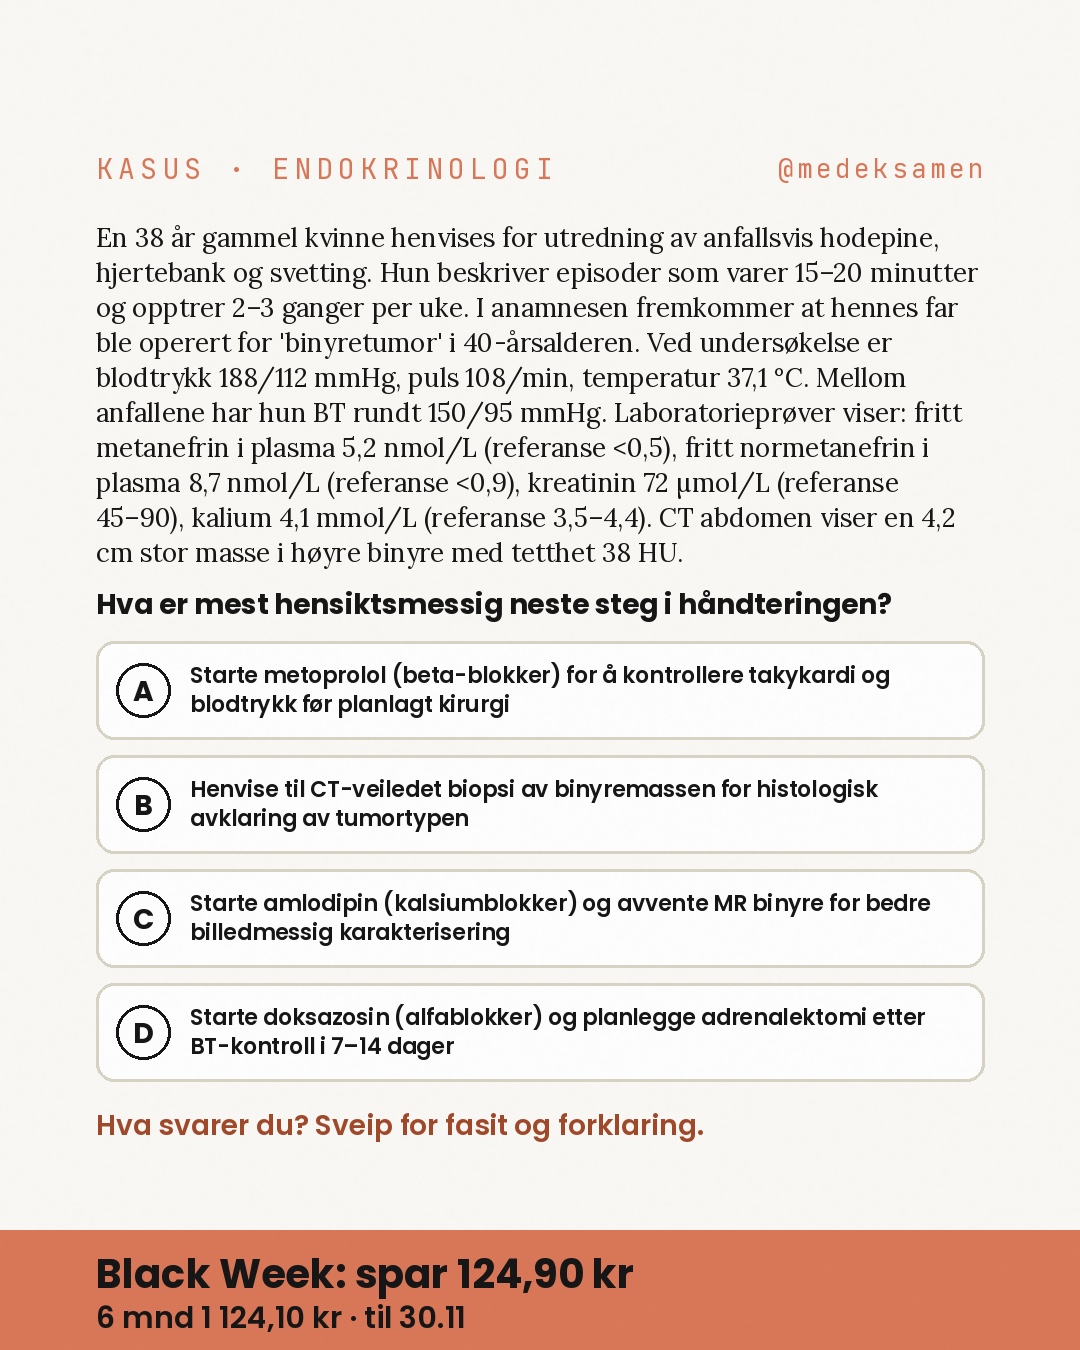 KASUS · ENDOKRINOLOGI
@medeksamen
En 38 år gammel kvinne henvises for utredning av anfallsvis hodepine,
hjertebank og svetting. Hun beskriver episoder som varer 15–20 minutter
og opptrer 2–3 ganger per uke. I anamnesen fremkommer at hennes far
ble operert for 'binyretumor' i 40-årsalderen. Ved undersøkelse er
blodtrykk 188/112 mmHg, puls 108/min, temperatur 37,1 °C. Mellom
anfallene har hun BT rundt 150/95 mmHg. Laboratorieprøver viser: fritt
metanefrin i plasma 5,2 nmol/L (referanse <0,5), fritt normetanefrin i
plasma 8,7 nmol/L (referanse <0,9), kreatinin 72 µmol/L (referanse
45–90), kalium 4,1 mmol/L (referanse 3,5–4,4). CT abdomen viser en 4,2
cm stor masse i høyre binyre med tetthet 38 HU.
Hva er mest hensiktsmessig neste steg i håndteringen?
A
Starte metoprolol (beta-blokker) for å kontrollere takykardi og
blodtrykk før planlagt kirurgi
B
Henvise til CT-veiledet biopsi av binyremassen for histologisk
avklaring av tumortypen
C
Starte amlodipin (kalsiumblokker) og avvente MR binyre for bedre
billedmessig karakterisering
D
Starte doksazosin (alfablokker) og planlegge adrenalektomi etter
BT-kontroll i 7–14 dager
Hva svarer du? Sveip for fasit og forklaring.
Black Week: spar 124,90 kr
6 mnd 1 124,10 kr · til 30.11